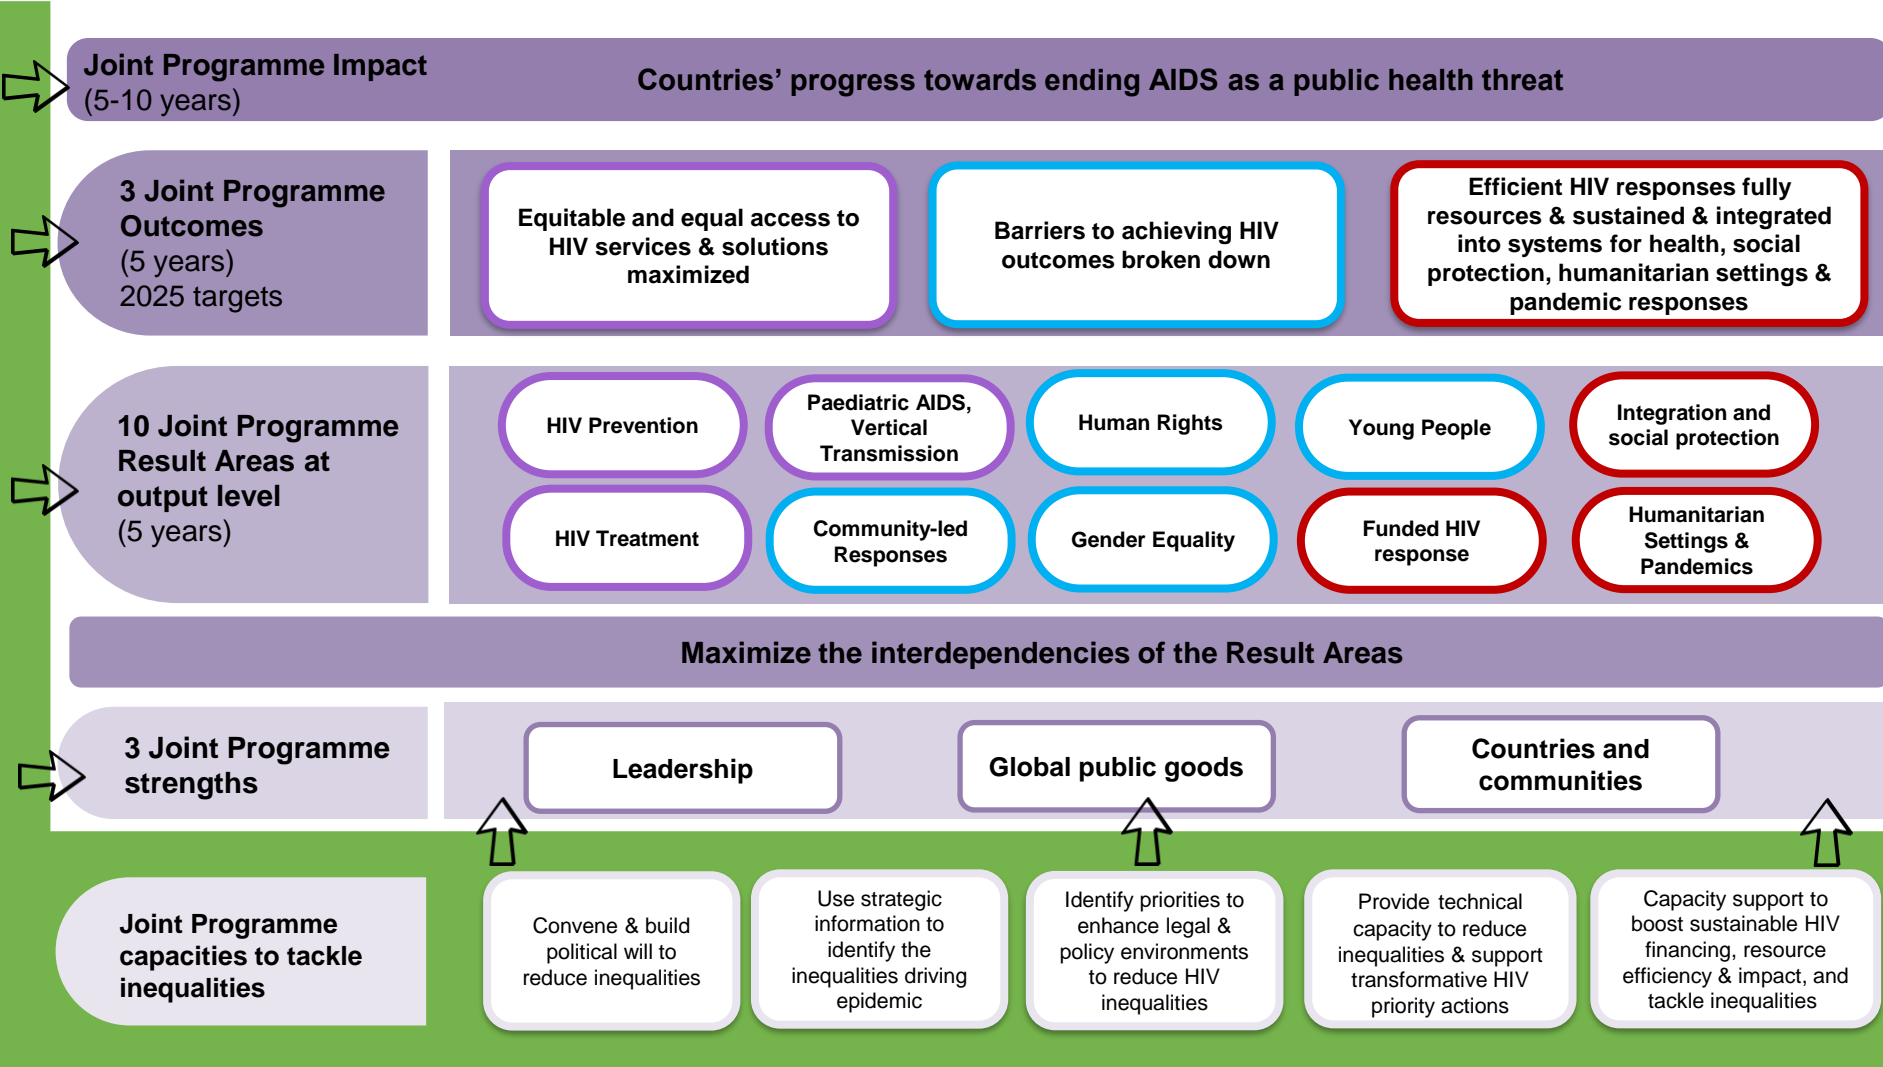 Joint Programme Impact
(5-10 years)
Countries’ progress towards ending AIDS as a public health threat
3 Joint Programme
Outcomes
(5 years)
2025 targets
Equitable and equal access to
HIV services & solutions
maximized
Barriers to achieving HIV
outcomes broken down
Efficient HIV responses fully
resources & sustained & integrated
into systems for health, social
protection, humanitarian settings &
pandemic responses
10 Joint Programme
Result Areas at
output level
(5 years)
HIV Prevention
Paediatric AIDS,
Vertical
Transmission
Human Rights
Young People
Integration and
social protection
HIV Treatment
Community-led
Responses
Gender Equality
Funded HIV
response
Humanitarian
Settings &
Pandemics
Maximize the interdependencies of the Result Areas
3 Joint Programme
strengths
Leadership
Global public goods
Countries and
communities
Joint Programme
capacities to tackle
inequalities
Convene & build
political will to
reduce inequalities
Use strategic
information to
identify the
inequalities driving
epidemic
Identify priorities to
enhance legal &
policy environments
to reduce HIV
inequalities
Provide technical
capacity to reduce
inequalities & support
transformative HIV
priority actions
Capacity support to
boost sustainable HIV
financing, resource
efficiency & impact, and
tackle inequalities